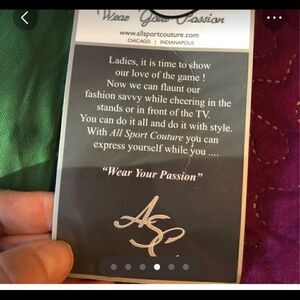 Wear Your Passion
www.allsportcouture.com
CHICAGO | INDIANAPOLIS
Ladies, it is time to show
our love of the game !
Now we can flaunt our
fashion savvy while cheering in the
stands or in front of the TV.
You can do it all and do it with style.
With All Sport Couture you can
express yourself while you ....
"Wear Your Passion"
ASC